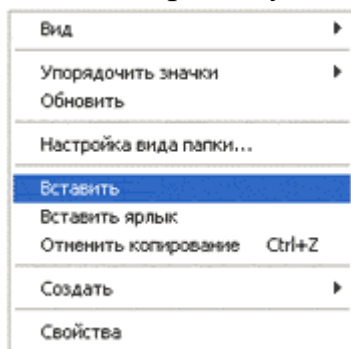 Вид
Упорядочить значки
Обновить
Настройка вида папки...
Вставить
Вставить ярлык
Отменить копирование Ctrl+Z
Создать
Свойства